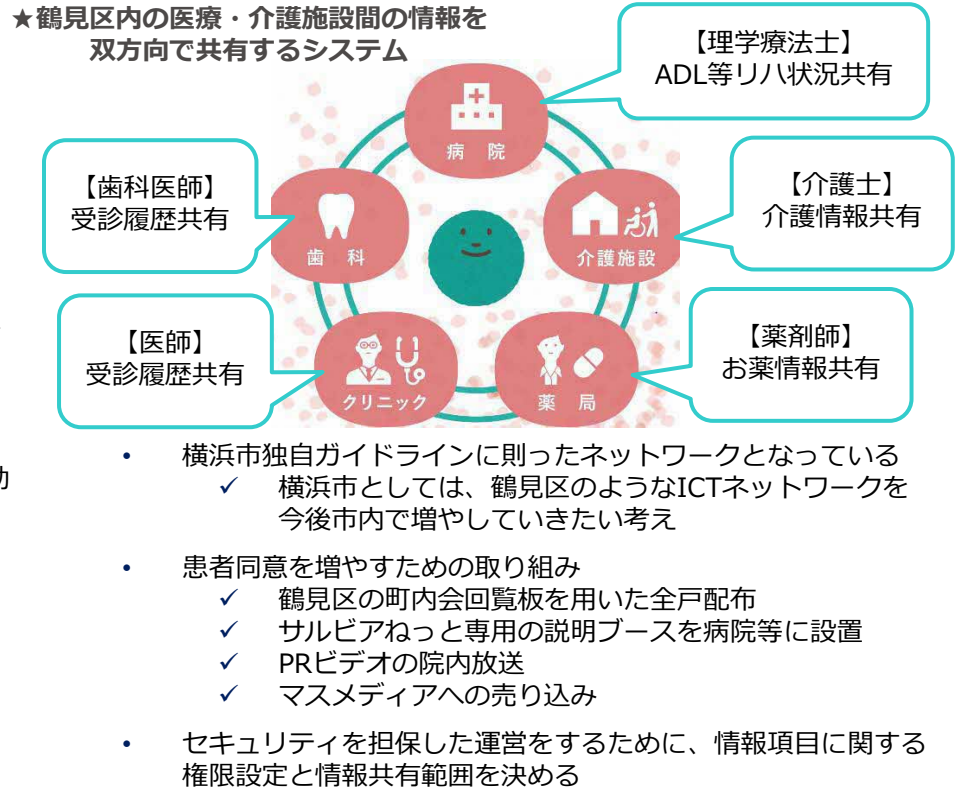 ★鶴見区内の医療・介護施設間の情報を
双方向で共有するシステム
【理学療法士】
ADL等リハ状況共有
病 院
【歯科医師】
受診履歴共有
歯 科
【介護士】
介護情報共有
介護施設
【医師】
受診履歴共有
クリニック
【薬剤師】
お薬情報共有
薬 局
• 横浜市独自ガイドラインに則ったネットワークとなっている
✓ 横浜市としては、鶴見区のようなICTネットワークを
今後市内で増やしていきたい考え
• 患者同意を増やすための取り組み
✓ 鶴見区の町内会回覧板を用いた全戸配布
✓ サルビアねっと専用の説明ブースを病院等に設置
✓ PRビデオの院内放送
✓ マスメディアへの売り込み
• セキュリティを担保した運営をするために、情報項目に関する
権限設定と情報共有範囲を決める